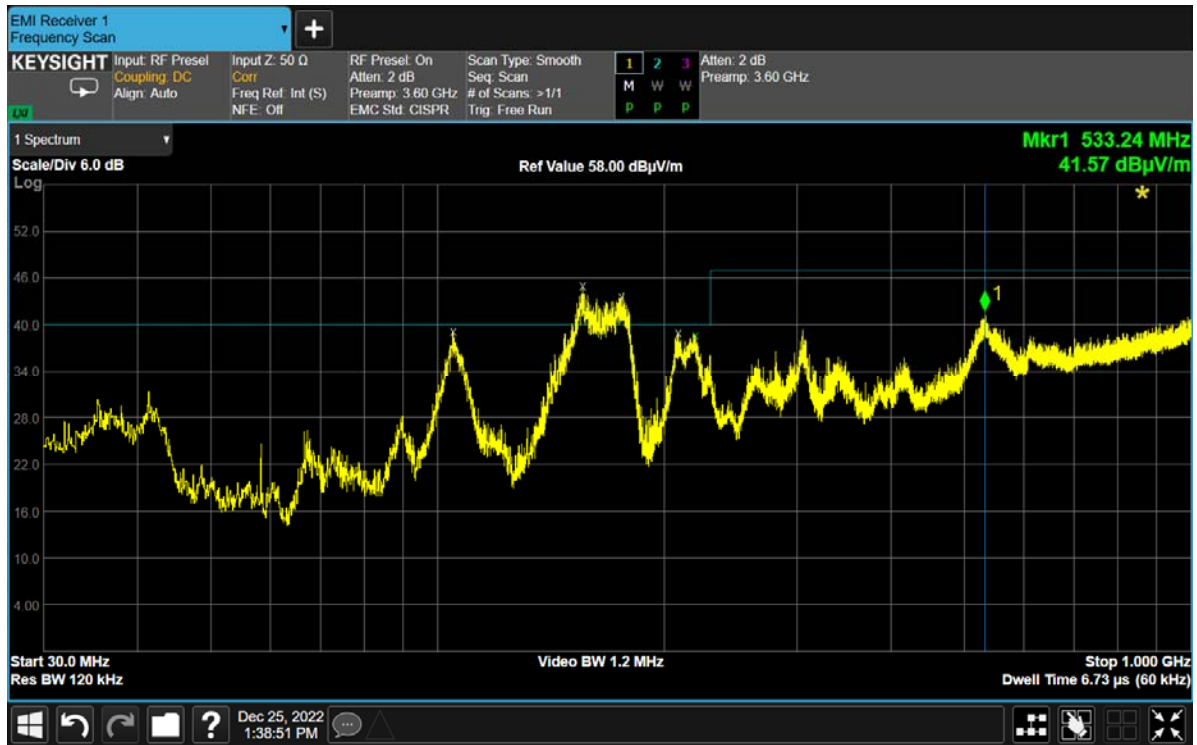 EMI Receiver 1
Frequency Scan
+
KEYSIGHT
Input: RF Presel
Coupling: DC
Align: Auto
Input Z: 50 Ω
Corr
Freq Ref: Int (S)
NFE: Off
RF Presel: On
Atten: 2 dB
Preamp: 3.60 GHz
EMC Std: CISPR
Scan Type: Smooth
Seq: Scan
# of Scans: >1/1
Trig: Free Run
1 2 3
M W W
P P P
Atten: 2 dB
Preamp: 3.60 GHz
LXI
1 Spectrum
Mkr1 533.24 MHz
Scale/Div 6.0 dB
Ref Value 58.00 dBµV/m
41.57 dBµV/m
Log
*
52.0
46.0
1
40.0
34.0
28.0
22.0
16.0
10.0
4.00
Start 30.0 MHz
Video BW 1.2 MHz
Stop 1.000 GHz
Res BW 120 kHz
Dwell Time 6.73 µs (60 kHz)
?
Dec 25, 2022
1:38:51 PM